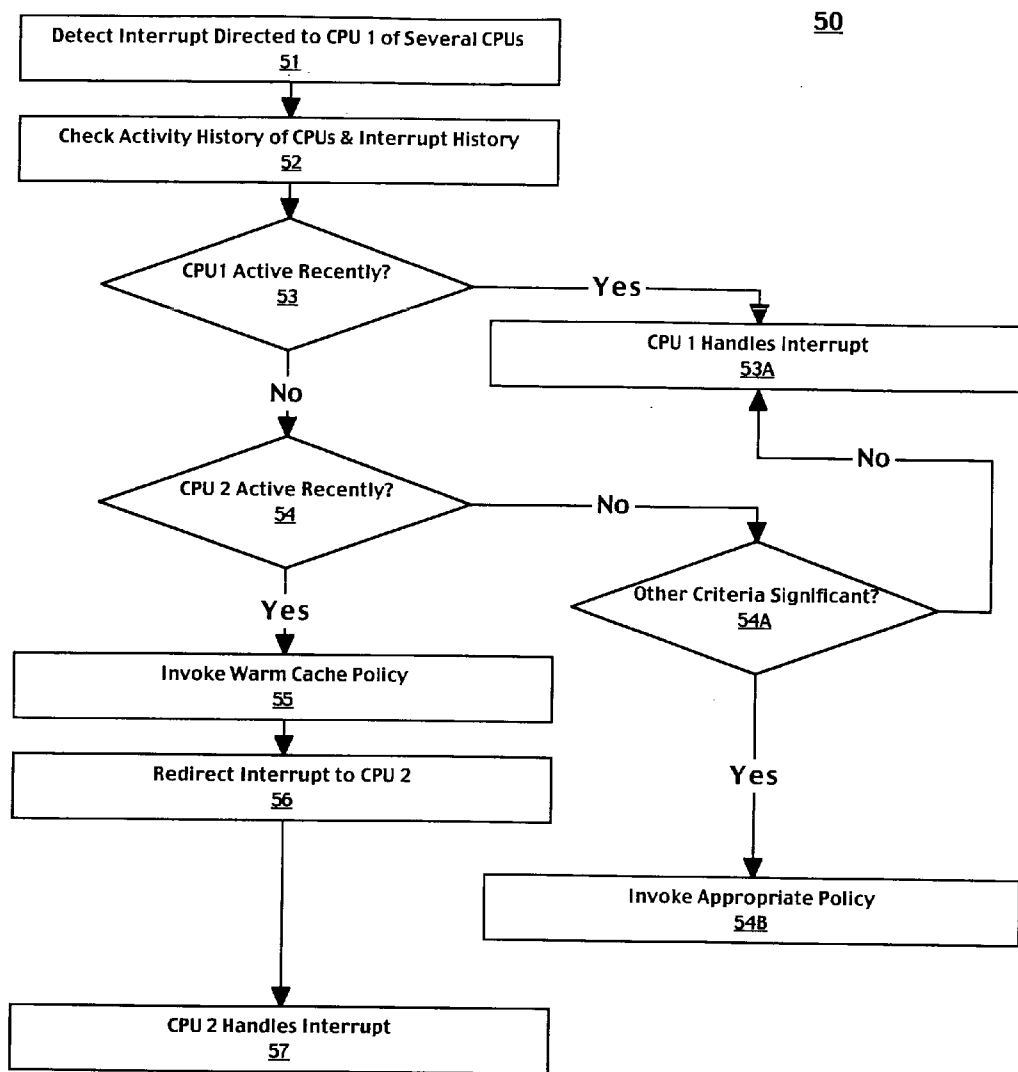 50
Detect Interrupt Directed to CPU 1 of Several CPUs
51
Check Activity History of CPUs & Interrupt History
52
CPU1 Active Recently?
53
Yes
CPU 1 Handles Interrupt
53A
No
No
CPU 2 Active Recently?
54
No
Other Criteria Significant?
54A
Yes
Invoke Warm Cache Policy
55
Redirect Interrupt to CPU 2
56
Yes
Invoke Appropriate Policy
54B
CPU 2 Handles Interrupt
57